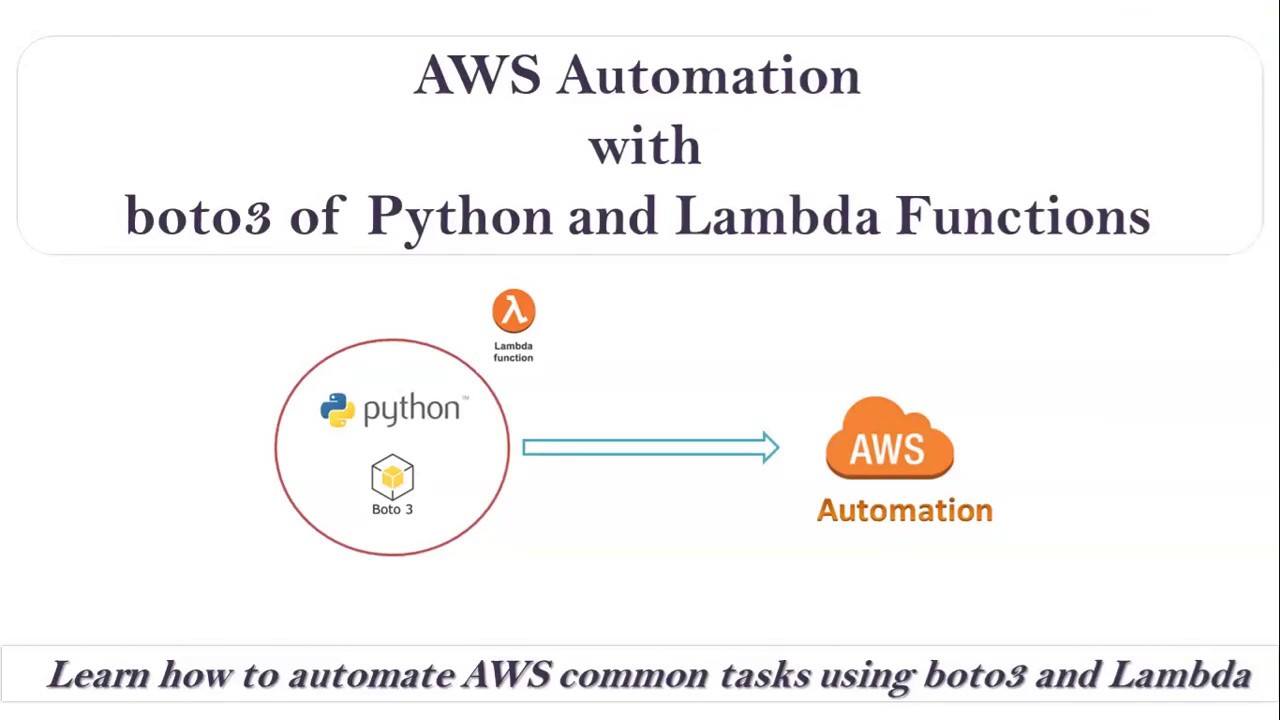 AWS Automation
with
boto3 of Python and Lambda Functions
Lambda
function
python™
Boto 3
AWS
Automation
Learn how to automate AWS common tasks using boto3 and Lambda